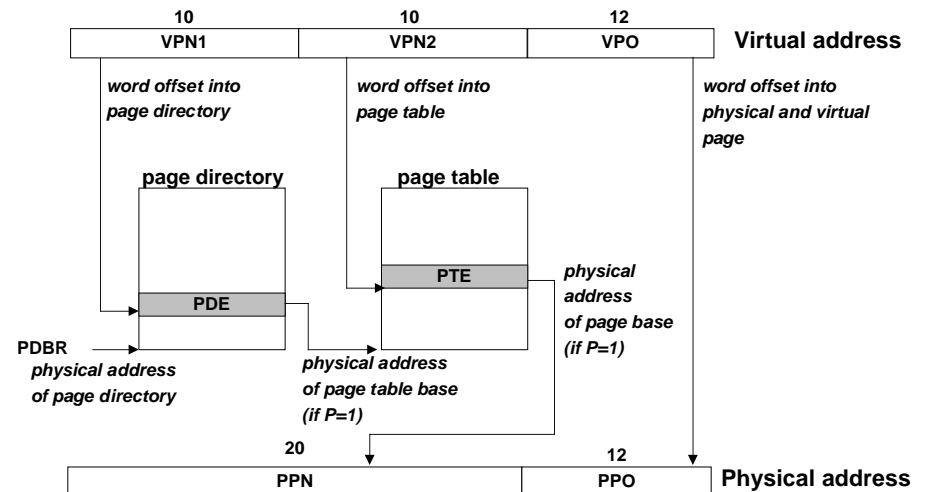 10 10 12
VPN1 VPN2 VPO Virtual address
word offset into
page directory
word offset into
page table
word offset into
physical and virtual
page
page directory
page table
PDE
PTE
physical
address
of page base
(if P=1)
PDBR
physical address
of page directory
physical address
of page table base
(if P=1)
20 12
PPN PPO Physical address